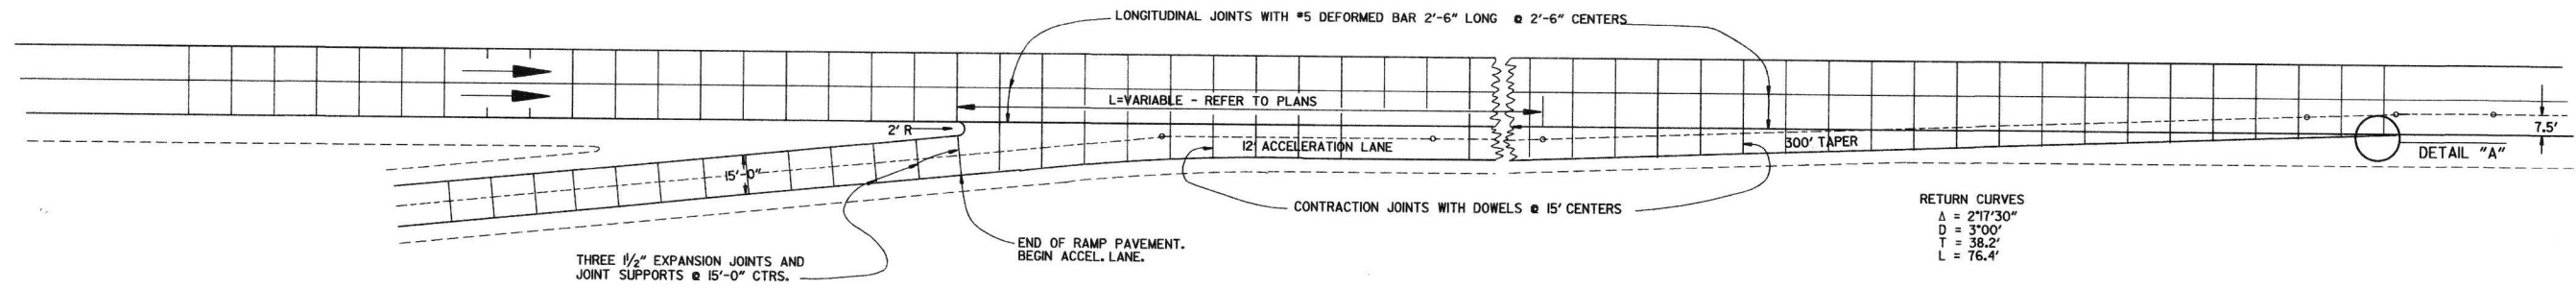 LONGITUDINAL JOINTS WITH #5 DEFORMED BAR 2'-6" LONG @ 2'-6" CENTERS
L=VARIABLE - REFER TO PLANS
2' R
12' ACCELERATION LANE
300' TAPER
7.5'
DETAIL "A"
15'-0"
CONTRACTION JOINTS WITH DOWELS @ 15' CENTERS
RETURN CURVES
Δ = 2°17'30"
D = 3°00'
T = 38.2'
L = 76.4'
END OF RAMP PAVEMENT.
BEGIN ACCEL. LANE.
THREE 1½" EXPANSION JOINTS AND
JOINT SUPPORTS @ 15'-0" CTRS.